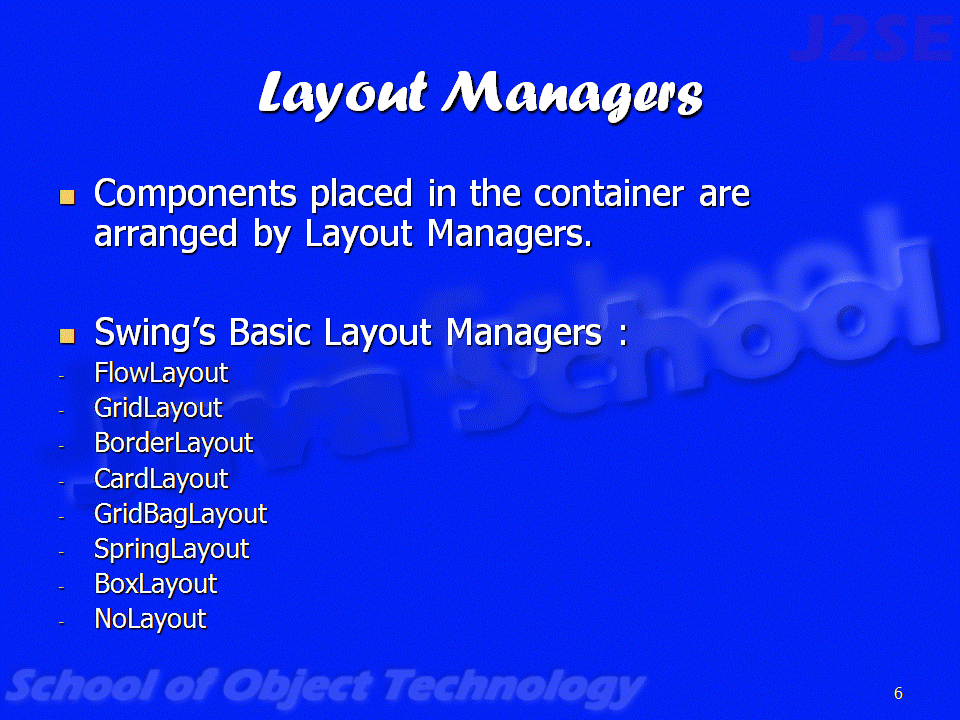 J2SE
Layout Managers
Components placed in the container are
arranged by Layout Managers.
Swing’s Basic Layout Managers :
- FlowLayout
- GridLayout
- BorderLayout
- CardLayout
- GridBagLayout
- SpringLayout
- BoxLayout
- NoLayout
Java School
School of Object Technology
6